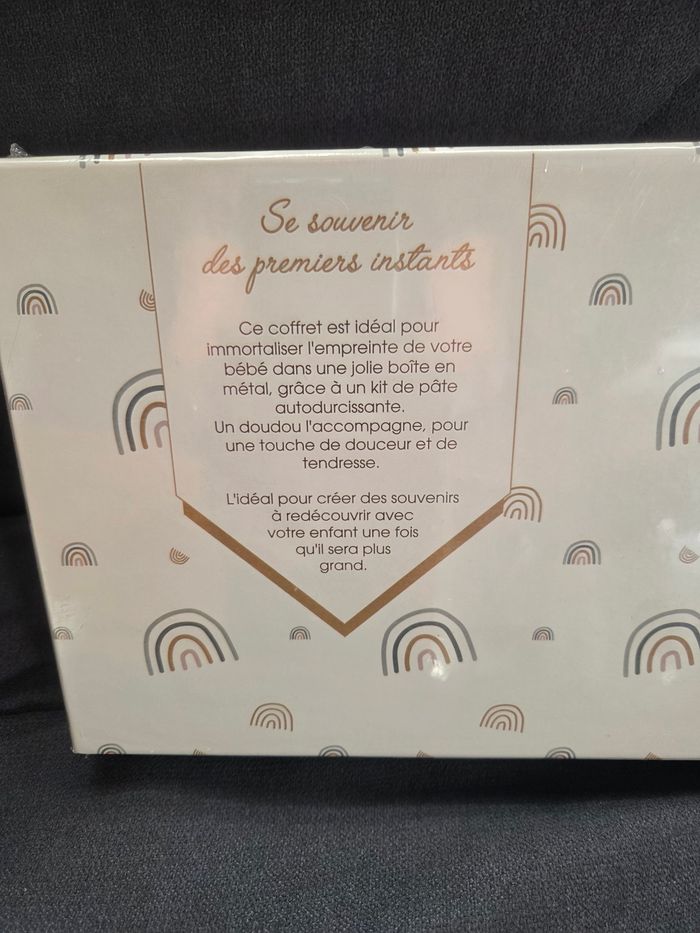 Se souvenir
des premiers instants
Ce coffret est idéal pour
immortaliser l'empreinte de votre
bébé dans une jolie boîte en
métal, grâce à un kit de pâte
autodurcissante.
Un doudou l'accompagne, pour
une touche de douceur et de
tendresse.
L'idéal pour créer des souvenirs
à redécouvrir avec
votre enfant une fois
qu'il sera plus
grand.